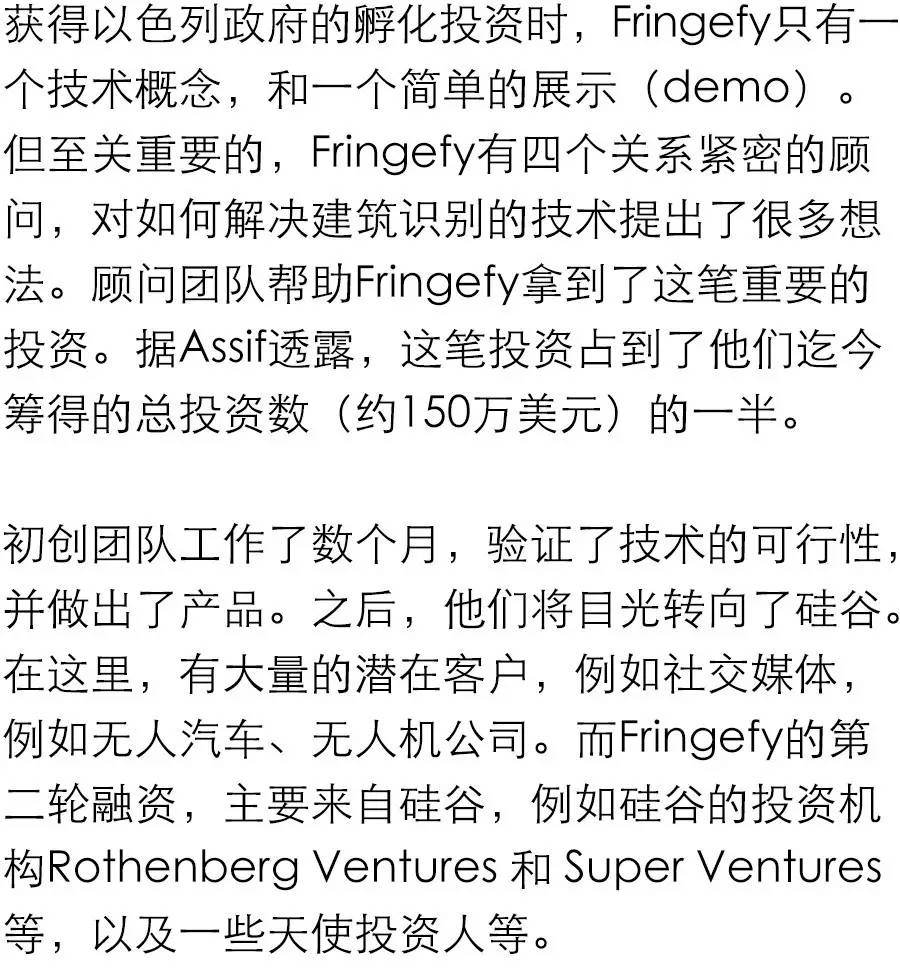 获得以色列政府的孵化投资时，Fringefy只有一
个技术概念，和一个简单的展示（demo）。
但至关重要的，Fringefy有四个关系紧密的顾
问，对如何解决建筑识别的技术提出了很多想
法。顾问团队帮助Fringefy拿到了这笔重要的
投资。据Assif透露，这笔投资占到了他们迄今
筹得的总投资数（约150万美元）的一半。
初创团队工作了数个月，验证了技术的可行性，
并做出了产品。之后，他们将目光转向了硅谷。
在这里，有大量的潜在客户，例如社交媒体，
例如无人汽车、无人机公司。而Fringefy的第
二轮融资，主要来自硅谷，例如硅谷的投资机
构Rothenberg Ventures 和 Super Ventures
等，以及一些天使投资人等。